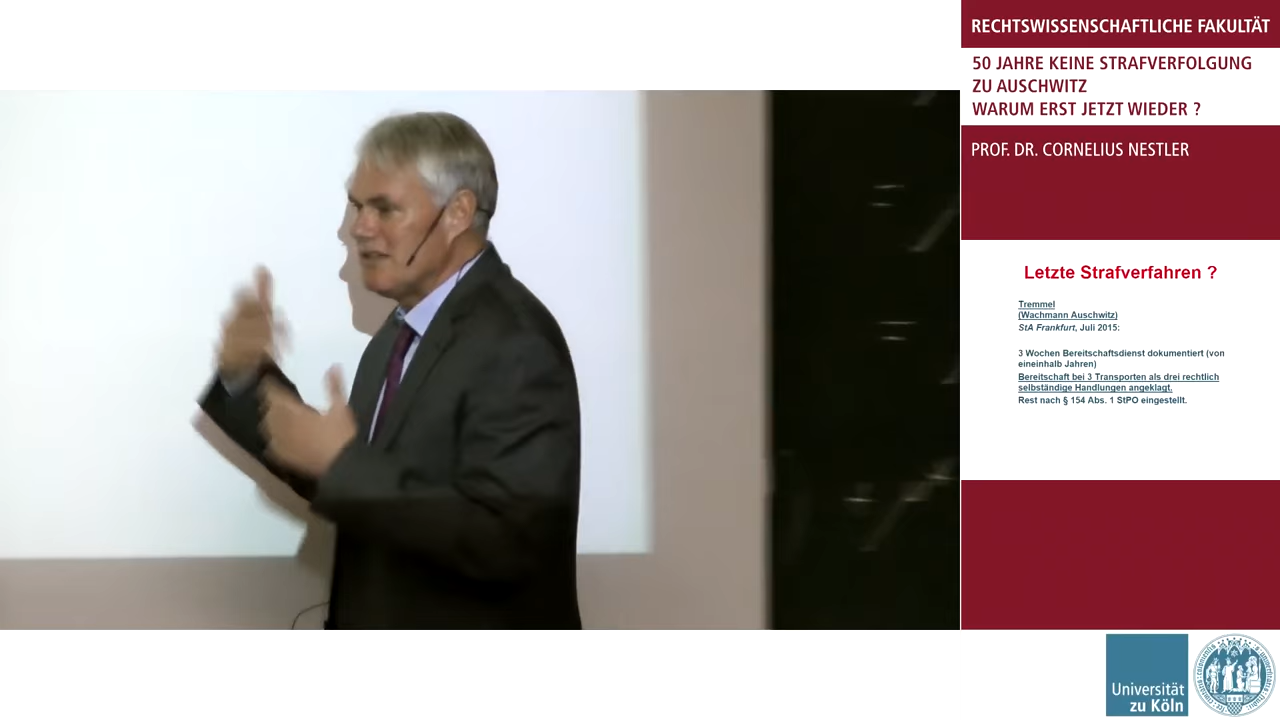 RECHTSWISSENSCHAFTLICHE FAKULTÄT
50 JAHRE KEINE STRAFVERFOLGUNG
ZU AUSCHWITZ
WARUM ERST JETZT WIEDER ?
PROF. DR. CORNELIUS NESTLER
Letzte Strafverfahren ?
Tremmel
(Wachmann Auschwitz)
StA Frankfurt, Juli 2015:
3 Wochen Bereitschaftsdienst dokumentiert (von
eineinhalb Jahren)
Bereitschaft bei 3 Transporten als drei rechtlich
selbständige Handlungen angeklagt.
Rest nach § 154 Abs. 1 StPO eingestellt.
Universität
zu Köln